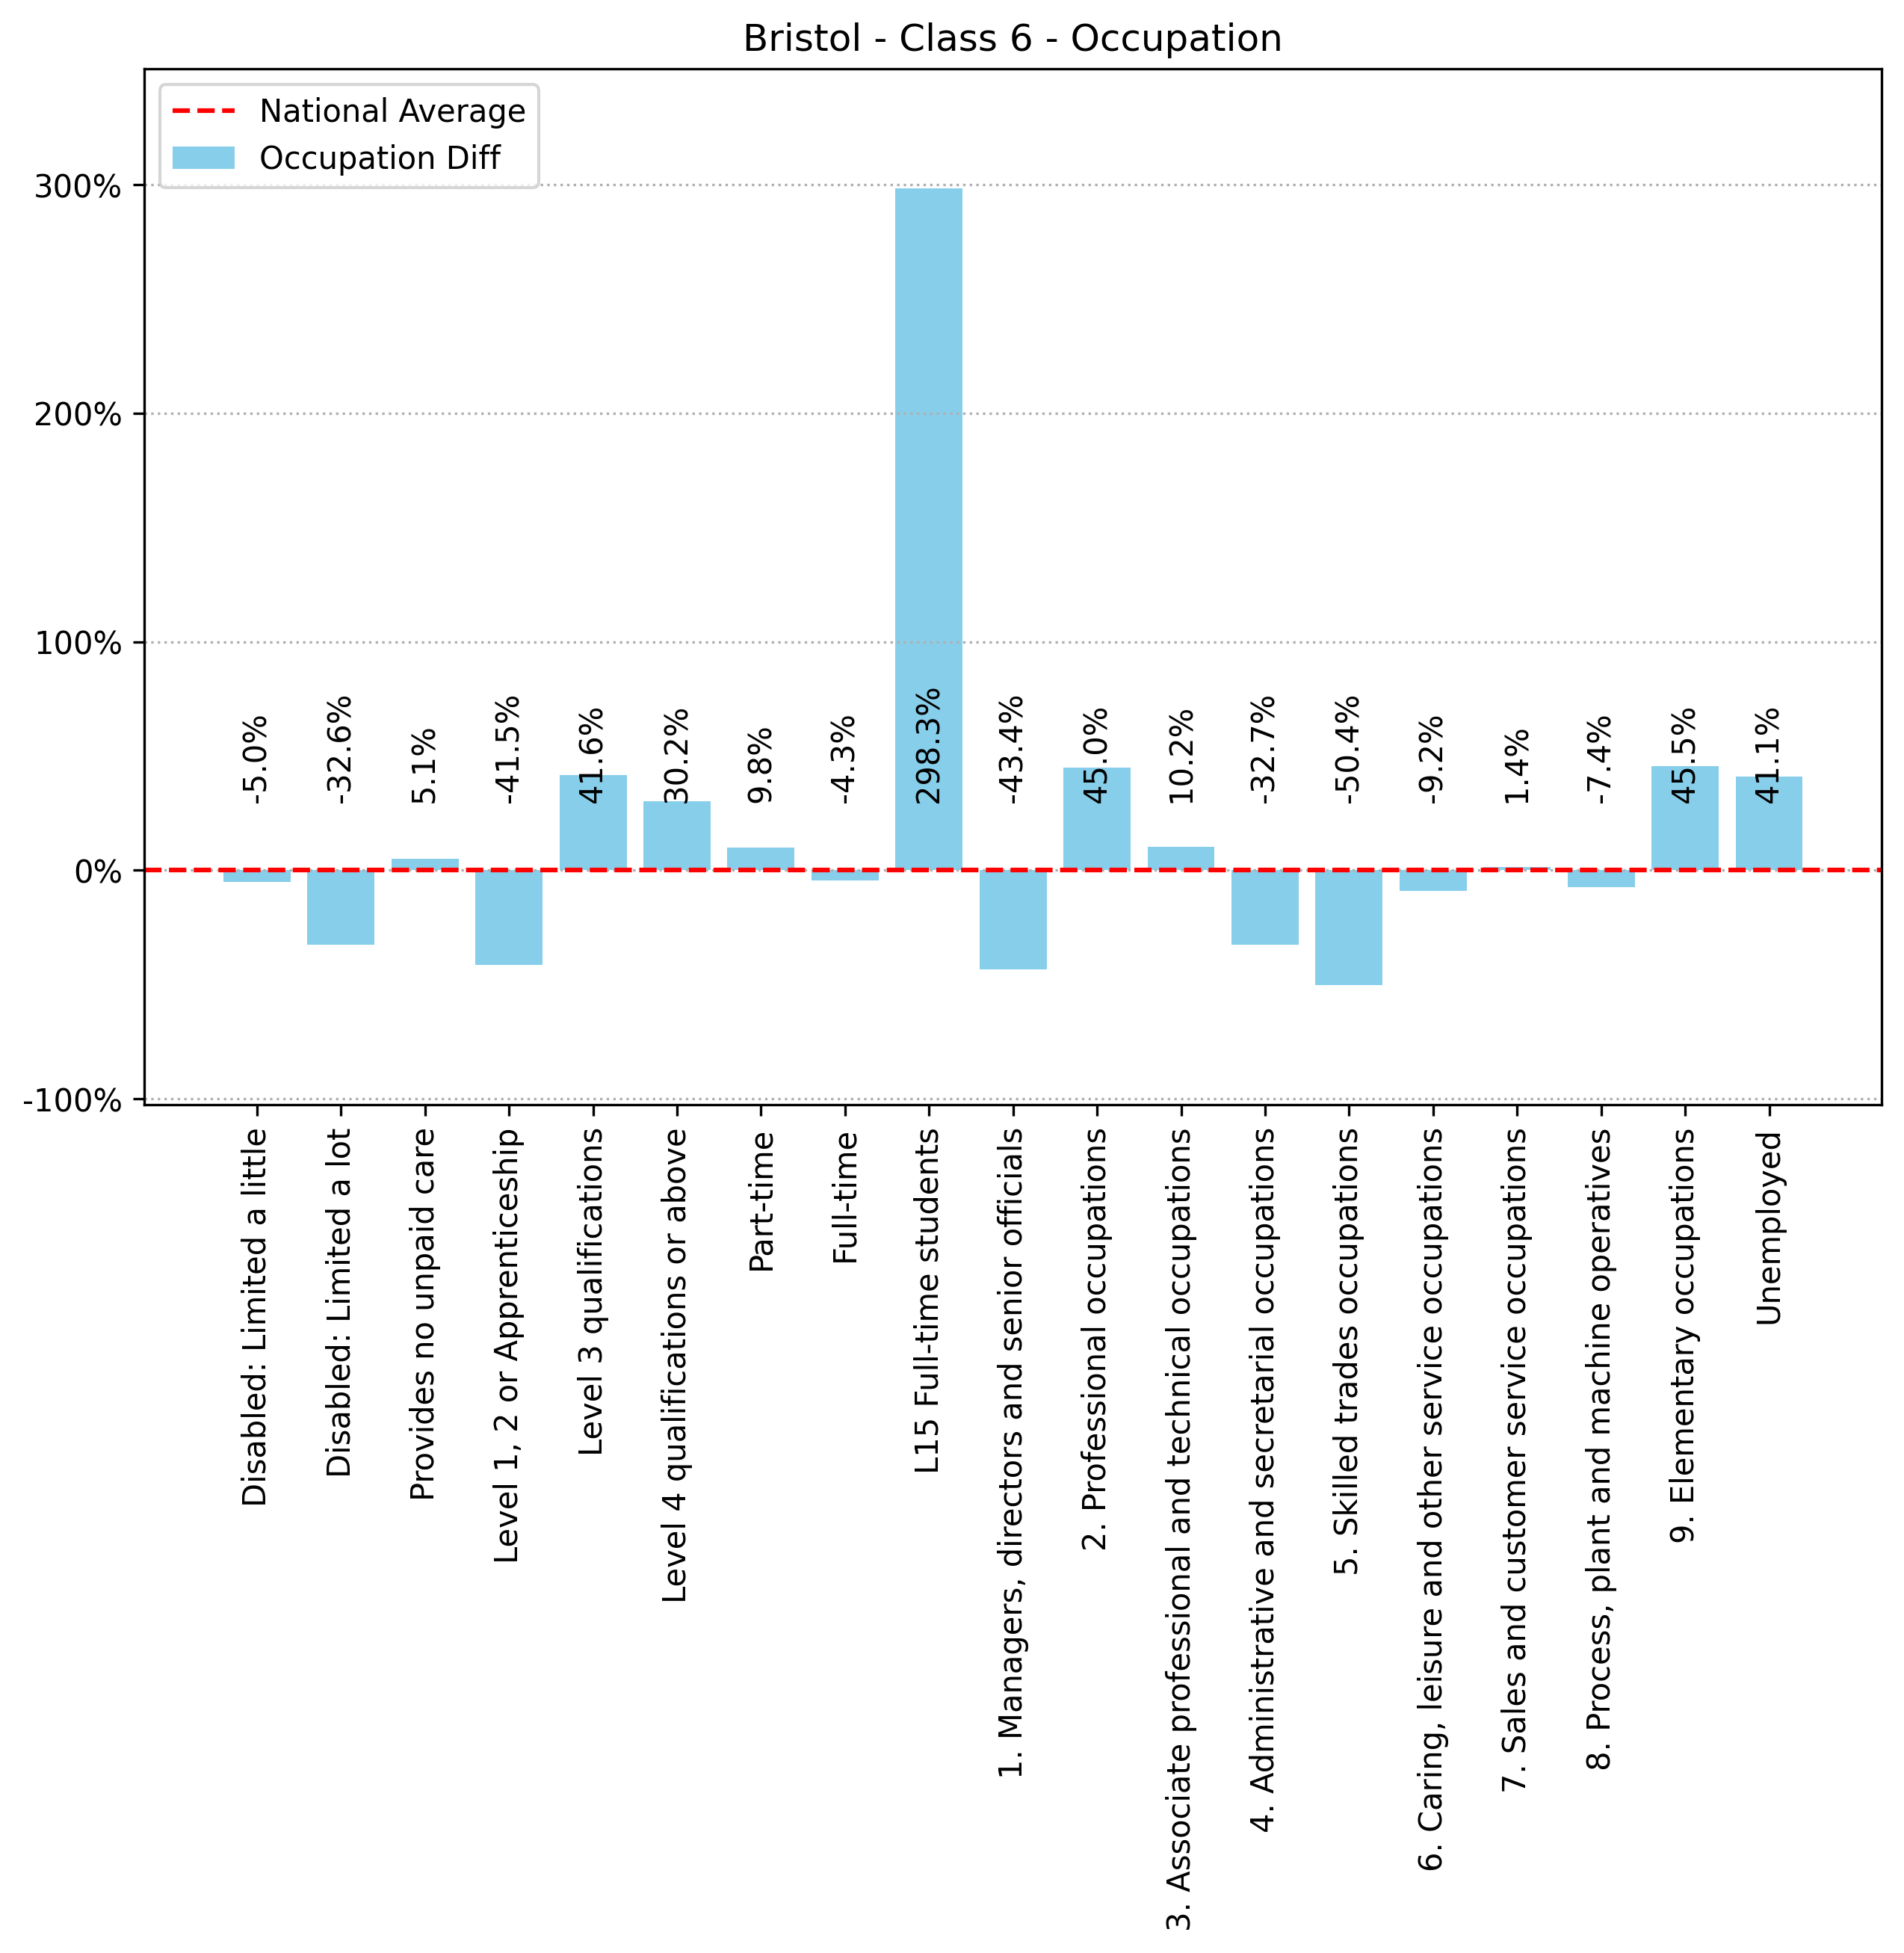 Bristol - Class 6 - Occupation
National Average
Occupation Diff
300%
200%
100%
0%
-100%
-5.0%
-32.6%
5.1%
-41.5%
41.6%
30.2%
9.8%
-4.3%
298.3%
-43.4%
45.0%
10.2%
-32.7%
-50.4%
-9.2%
1.4%
-7.4%
45.5%
41.1%
Disabled: Limited a little
Disabled: Limited a lot
Provides no unpaid care
Level 1, 2 or Apprenticeship
Level 3 qualifications
Level 4 qualifications or above
Part-time
Full-time
L15 Full-time students
1. Managers, directors and senior officials
2. Professional occupations
3. Associate professional and technical occupations
4. Administrative and secretarial occupations
5. Skilled trades occupations
6. Caring, leisure and other service occupations
7. Sales and customer service occupations
8. Process, plant and machine operatives
9. Elementary occupations
Unemployed